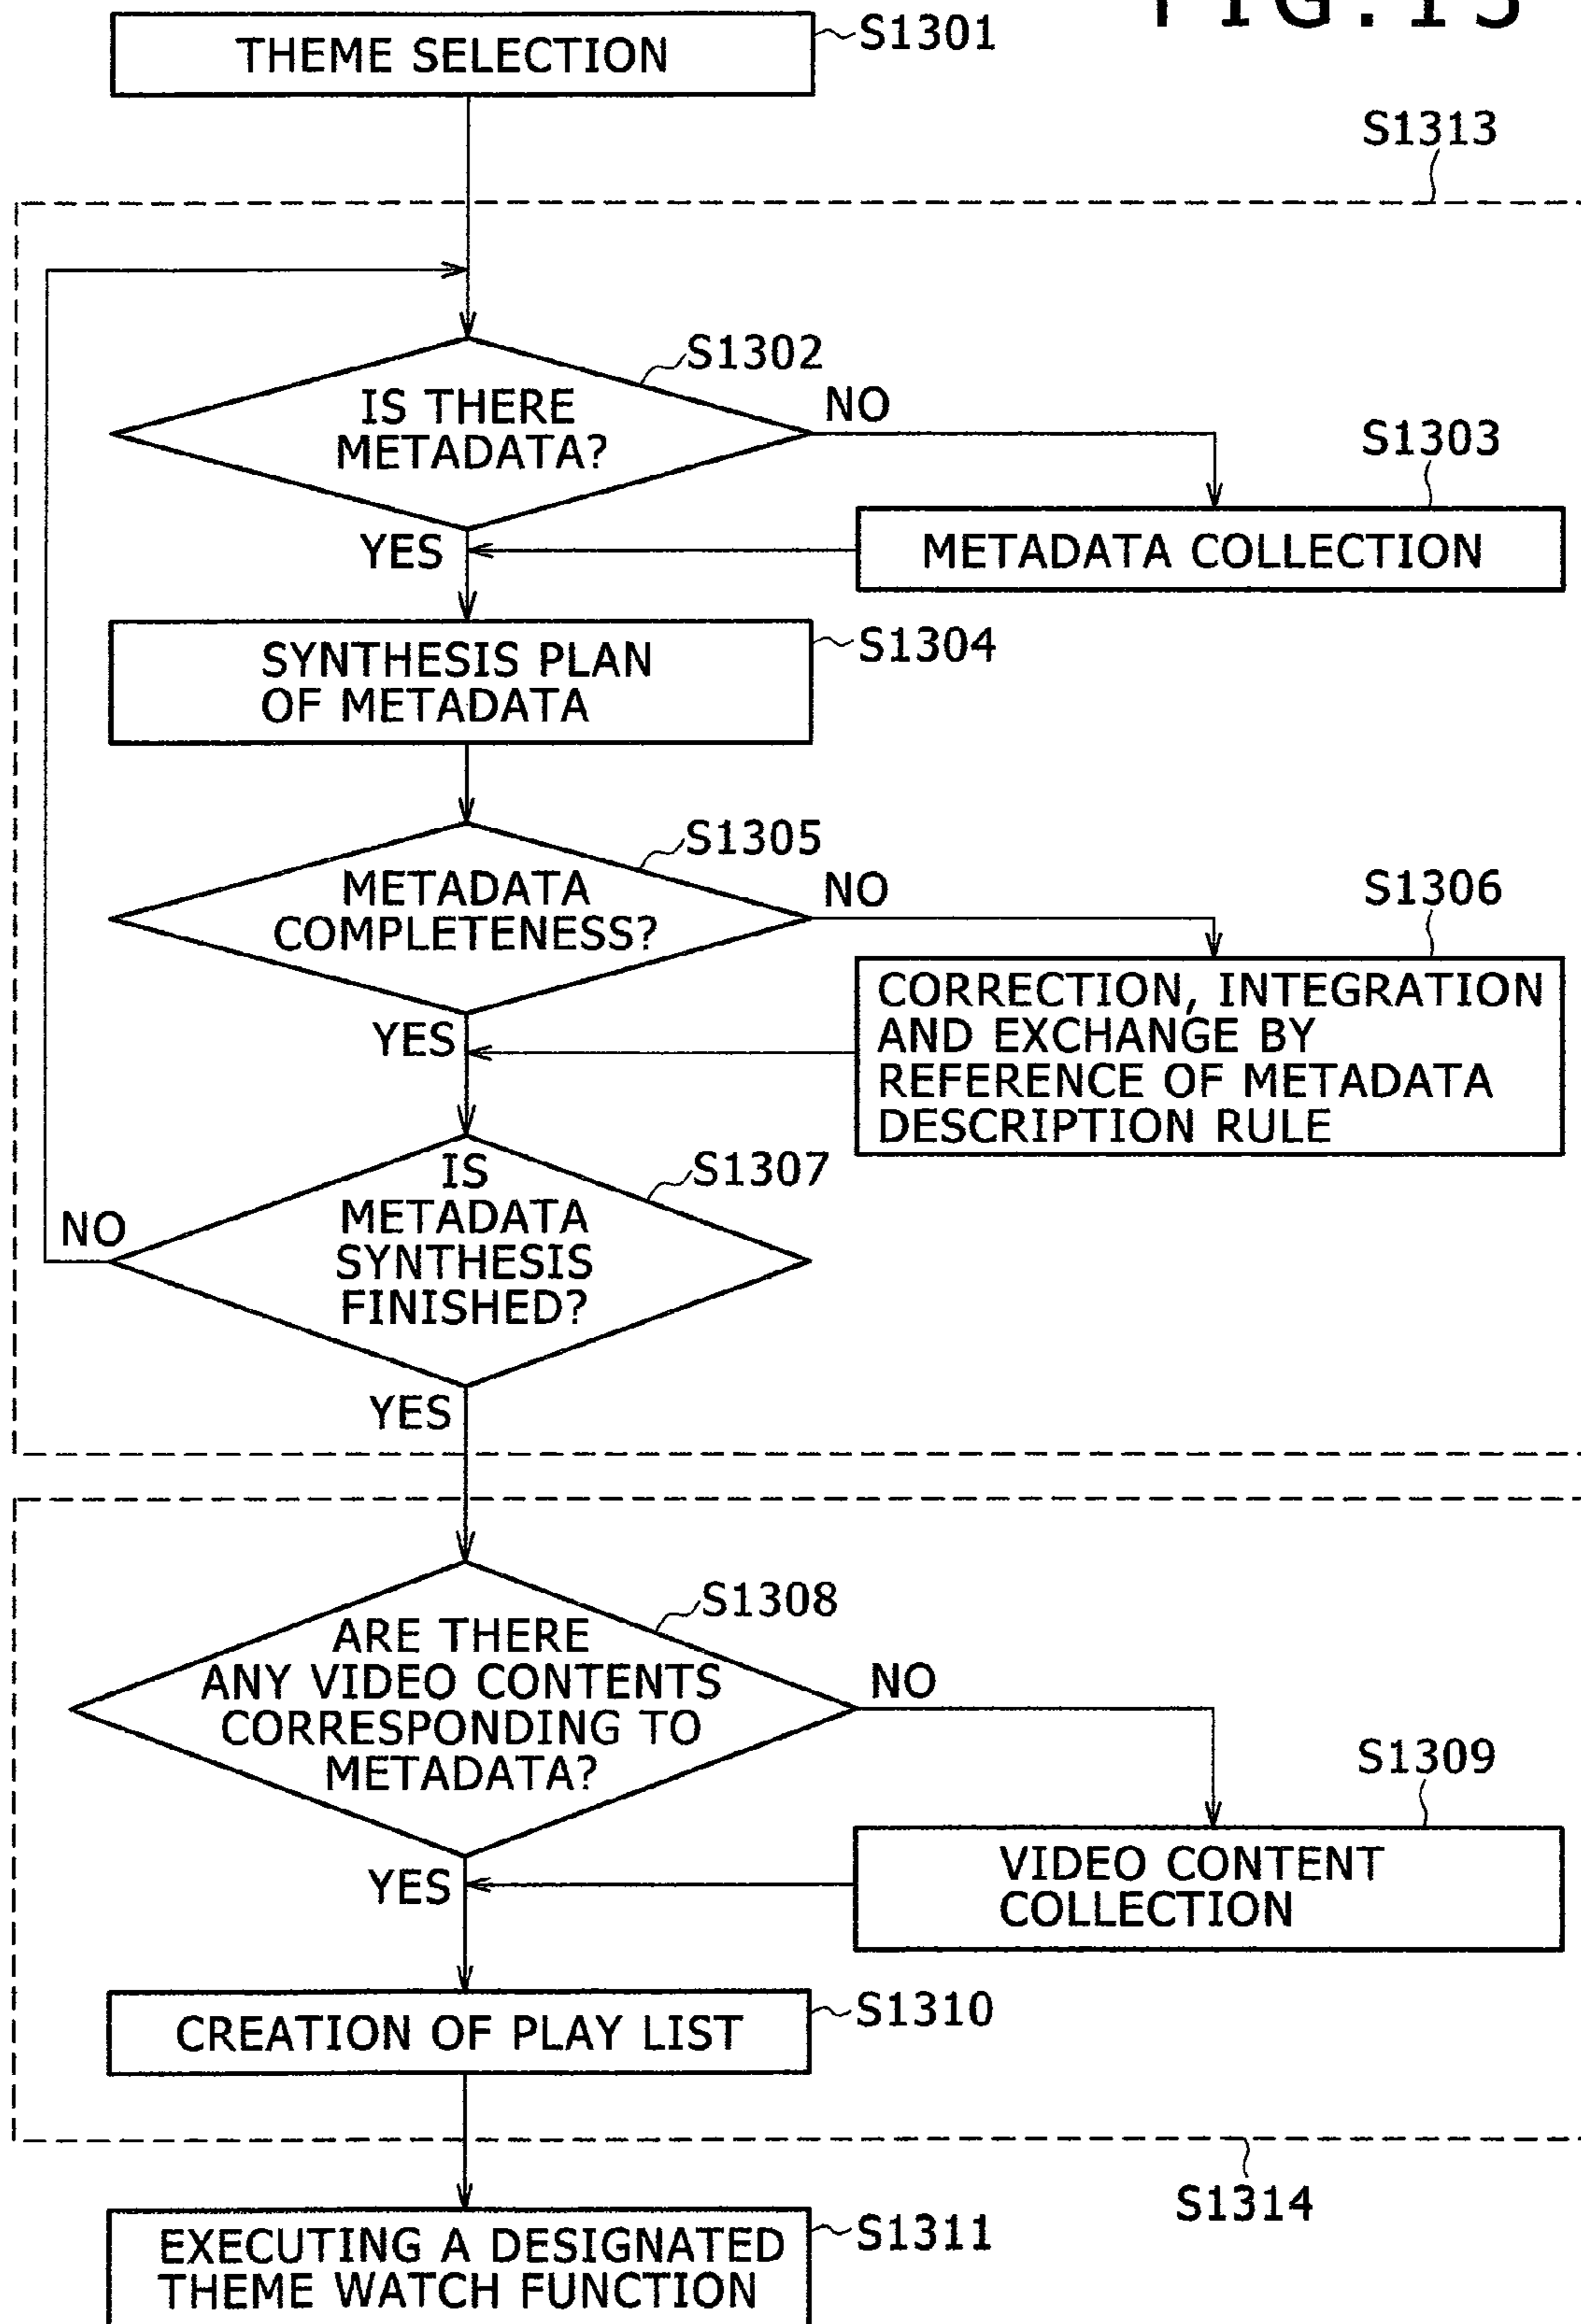 FIG.13
THEME SELECTION
S1301
S1313
S1302
IS THERE
METADATA?
NO
S1303
YES
METADATA COLLECTION
SYNTHESIS PLAN
OF METADATA
S1304
S1305
METADATA
COMPLETENESS?
NO
S1306
YES
CORRECTION, INTEGRATION
AND EXCHANGE BY
REFERENCE OF METADATA
DESCRIPTION RULE
S1307
IS
METADATA
SYNTHESIS
FINISHED?
NO
YES
S1308
ARE THERE
ANY VIDEO CONTENTS
CORRESPONDING TO
METADATA?
NO
S1309
YES
VIDEO CONTENT
COLLECTION
CREATION OF PLAY LIST
S1310
S1314
EXECUTING A DESIGNATED
THEME WATCH FUNCTION
S1311